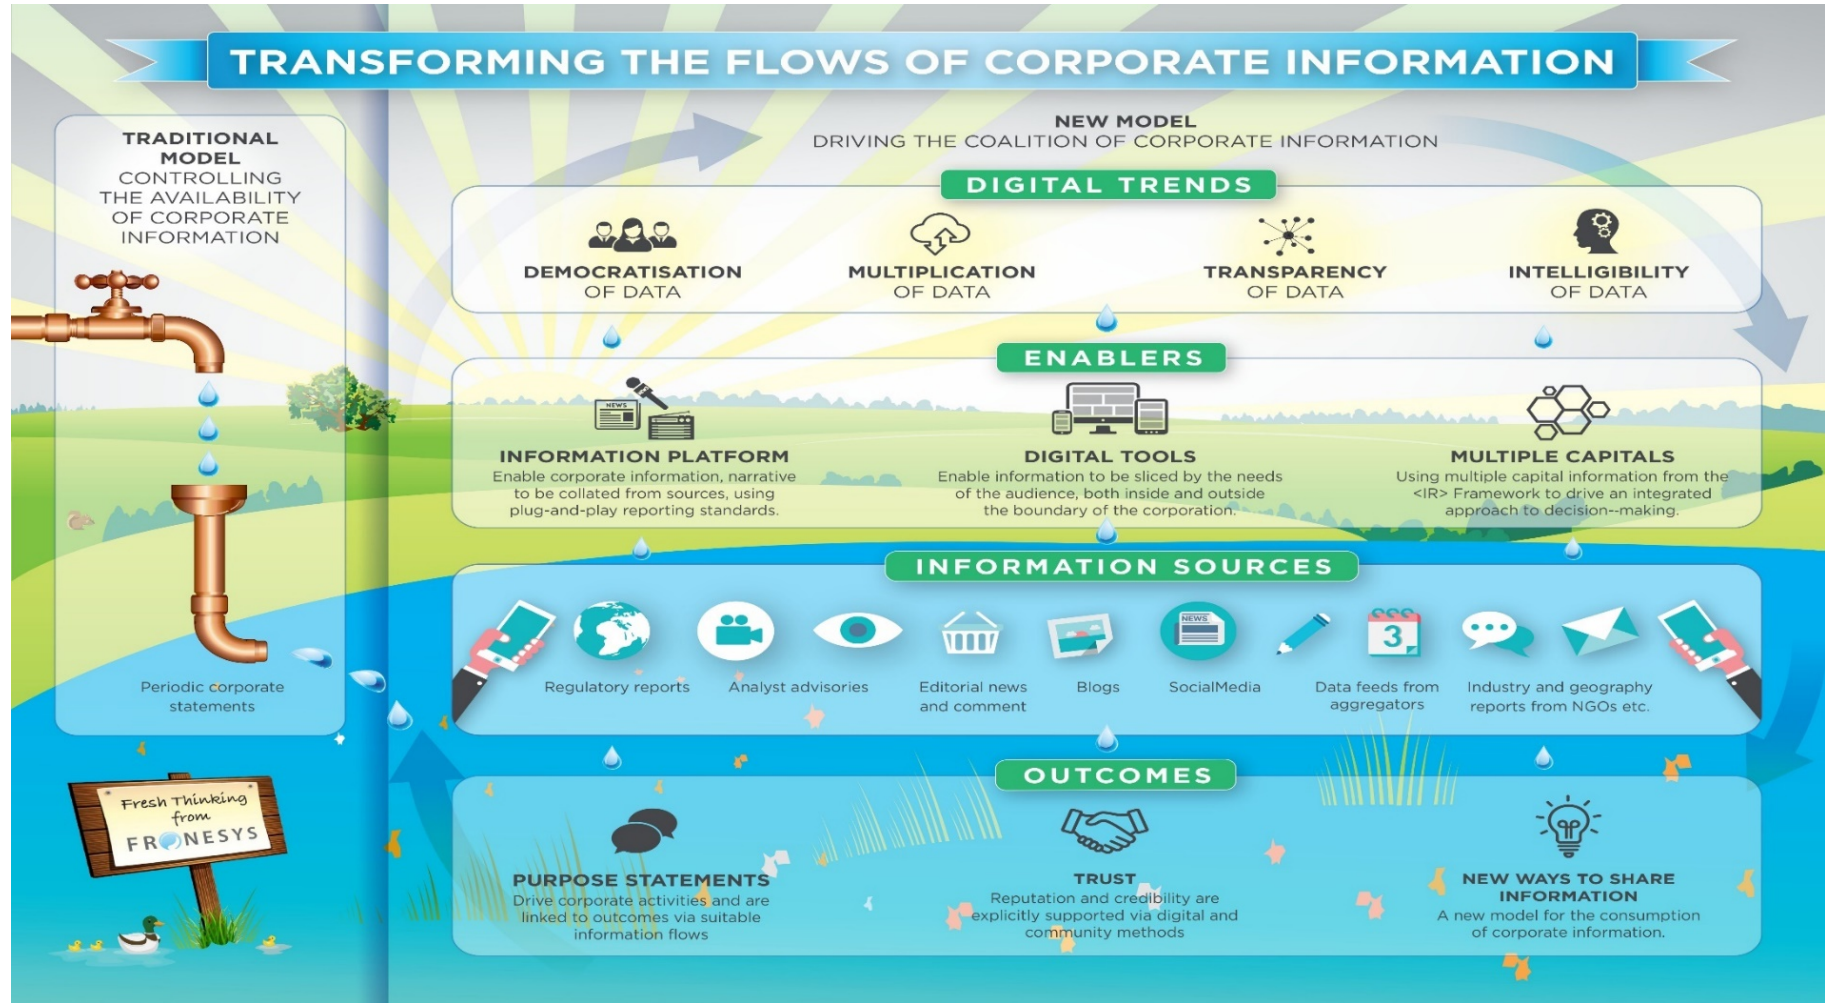 TRANSFORMING THE FLOWS OF CORPORATE INFORMATION
TRADITIONAL
MODEL
CONTROLLING
THE AVAILABILITY
OF CORPORATE
INFORMATION
Periodic corporate
statements
Fresh Thinking
from
FRONESYS
NEW MODEL
DRIVING THE COALITION OF CORPORATE INFORMATION
DIGITAL TRENDS
DEMOCRATISATION
OF DATA
MULTIPLICATION
OF DATA
TRANSPARENCY
OF DATA
INTELLIGIBILITY
OF DATA
ENABLERS
NEWS
INFORMATION PLATFORM
Enable corporate information, narrative
to be collated from sources, using
plug-and-play reporting standards.
DIGITAL TOOLS
Enable information to be sliced by the needs
of the audience, both inside and outside
the boundary of the corporation.
MULTIPLE CAPITALS
Using multiple capital information from the
<IR> Framework to drive an integrated
approach to decision--making.
INFORMATION SOURCES
Regulatory reports
Analyst advisories
Editorial news
and comment
Blogs
NEWS
SocialMedia
3
Data feeds from
aggregators
Industry and geography
reports from NGOs etc.
OUTCOMES
PURPOSE STATEMENTS
Drive corporate activities and are
linked to outcomes via suitable
information flows
TRUST
Reputation and credibility are
explicitly supported via digital and
community methods
NEW WAYS TO SHARE
INFORMATION
A new model for the consumption
of corporate information.